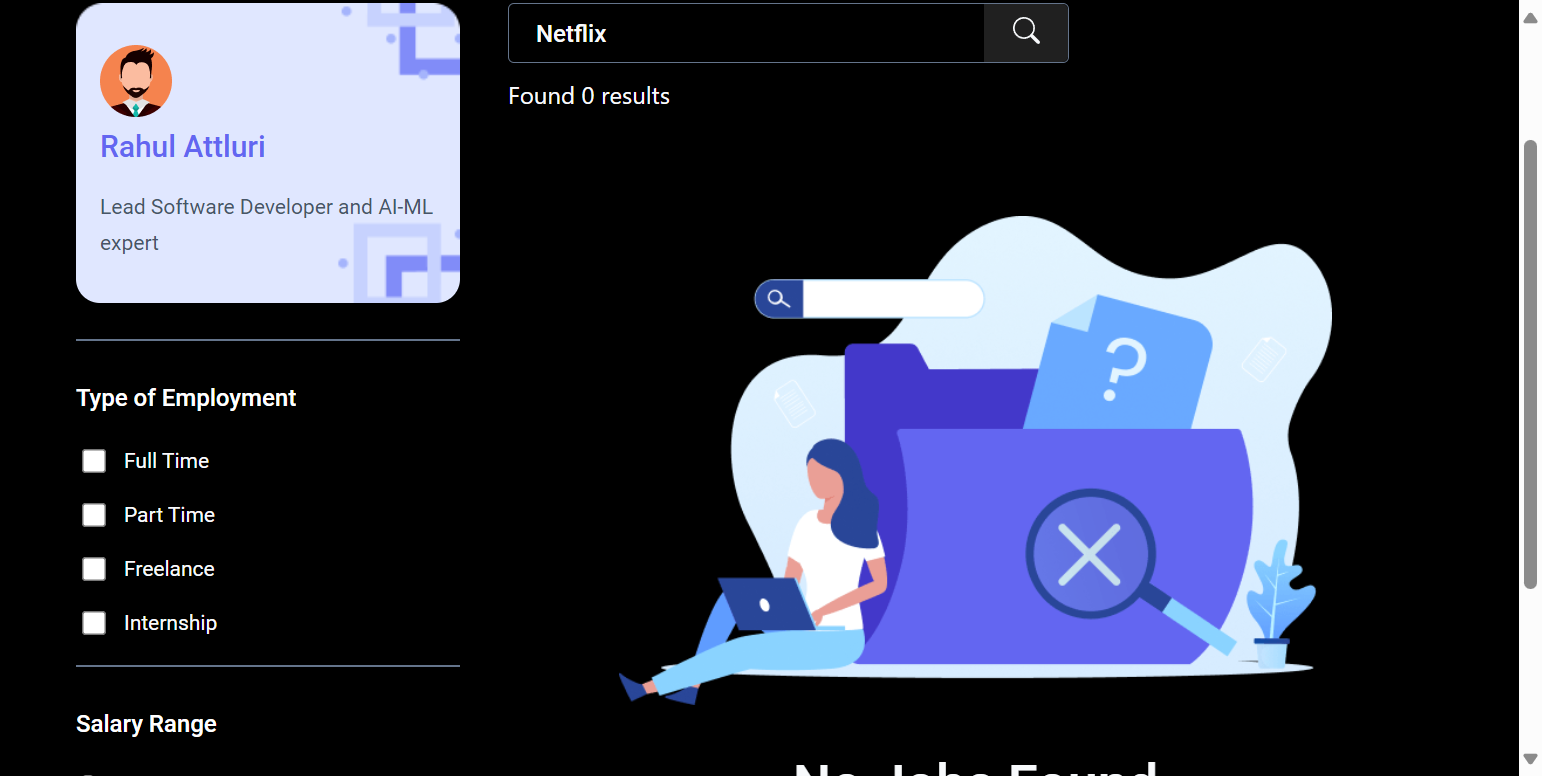 Rahul Attluri
Lead Software Developer and AI-ML
expert
Type of Employment
Full Time
Part Time
Freelance
Internship
Salary Range
Netflix
Found 0 results
?
No Jobs Found